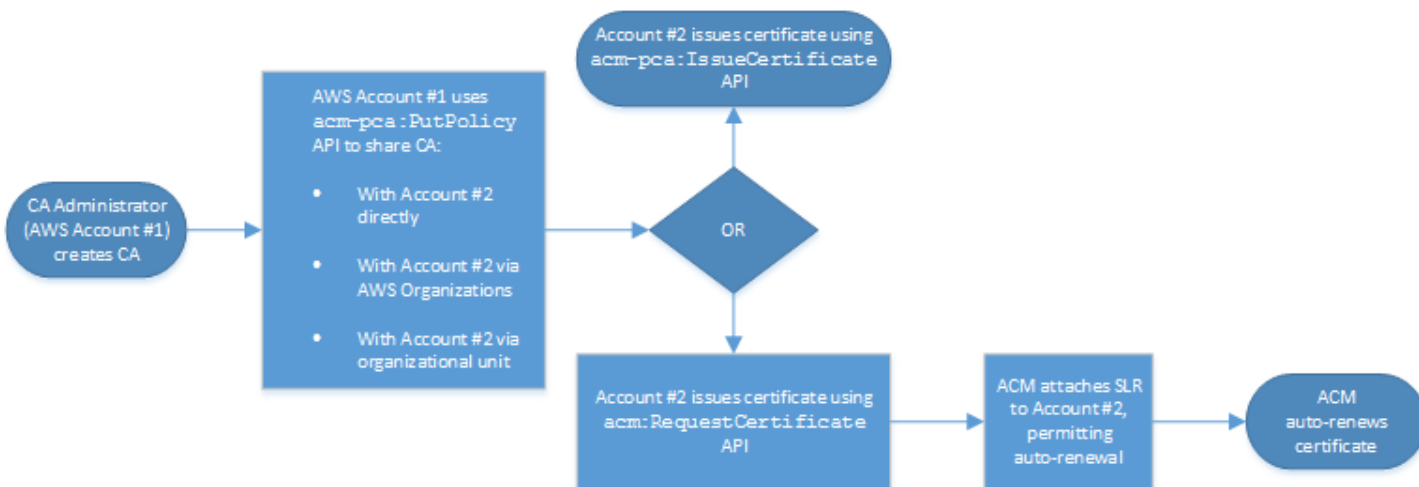 CA Administrator
(AWS Account #1)
creates CA
AWS Account #1 uses
acm-pca:PutPolicy
API to share CA:
• With Account #2
directly
• With Account #2 via
AWS Organizations
• With Account #2 via
organizational unit
OR
Account #2 issues certificate using
acm-pca:IssueCertificate
API
Account #2 issues certificate using
acm:RequestCertificate
API
ACM attaches SLR
to Account #2,
permitting
auto-renewal
ACM
auto-renews
certificate